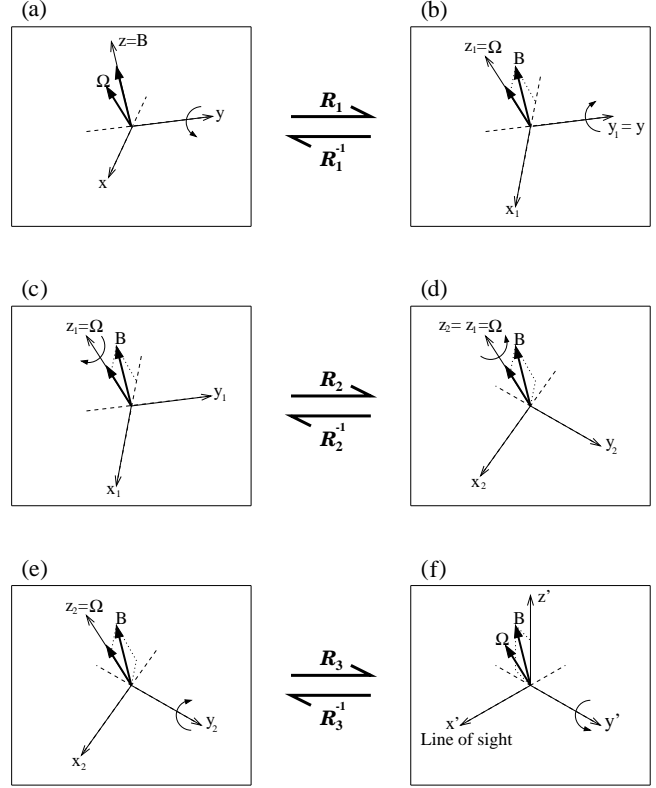 (a)
(b)
z=B
Ω
y
x
R1
R1^-1
z1=Ω
B
y1 = y
x1
(c)
(d)
z1=Ω
B
y1
x1
R2
R2^-1
z2= z1=Ω
B
y2
x2
(e)
(f)
z2=Ω
B
y2
x2
R3
R3^-1
z'
B
Ω
x'
y'
Line of sight